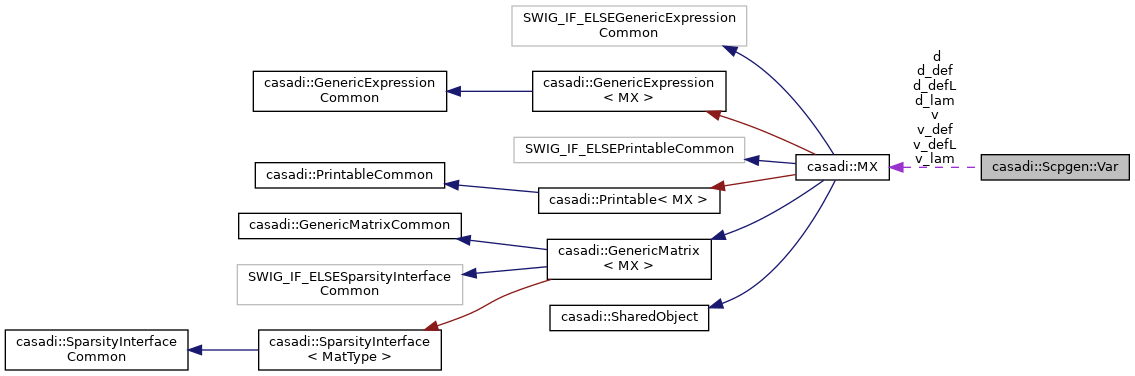 SWIG_IF_ELSEGenericExpression
Common
casadi::GenericExpression
Common
casadi::GenericExpression
< MX >
SWIG_IF_ELSEPrintableCommon
casadi::PrintableCommon
casadi::Printable< MX >
casadi::GenericMatrixCommon
casadi::GenericMatrix
< MX >
SWIG_IF_ELSESparsityInterface
Common
casadi::SharedObject
casadi::SparsityInterface
Common
casadi::SparsityInterface
< MatType >
casadi::MX
d
d_def
d_defL
d_lam
v
v_def
v_defL
v_lam
casadi::Scpgen::Var